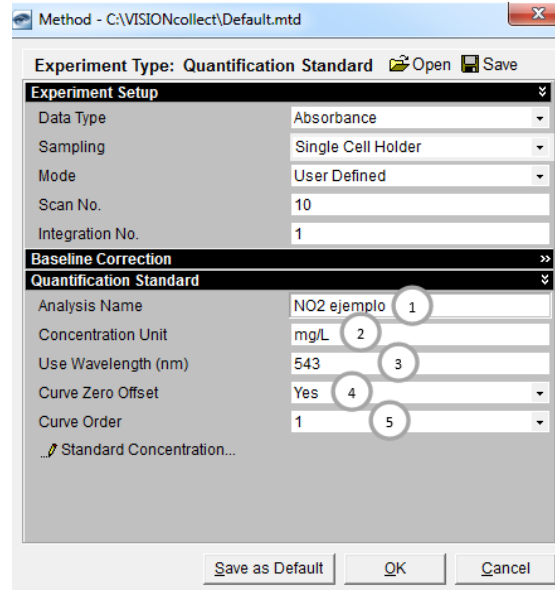 Method - C:\VISIONcollect\Default.mtd
x
Experiment Type: Quantification Standard Open Save
Experiment Setup
Data Type Absorbance
Sampling Single Cell Holder
Mode User Defined
Scan No. 10
Integration No. 1
Baseline Correction
Quantification Standard
Analysis Name NO2 ejemplo 1
Concentration Unit mg/L 2
Use Wavelength (nm) 543 3
Curve Zero Offset Yes 4
Curve Order 1 5
Standard Concentration...
Save as Default OK Cancel